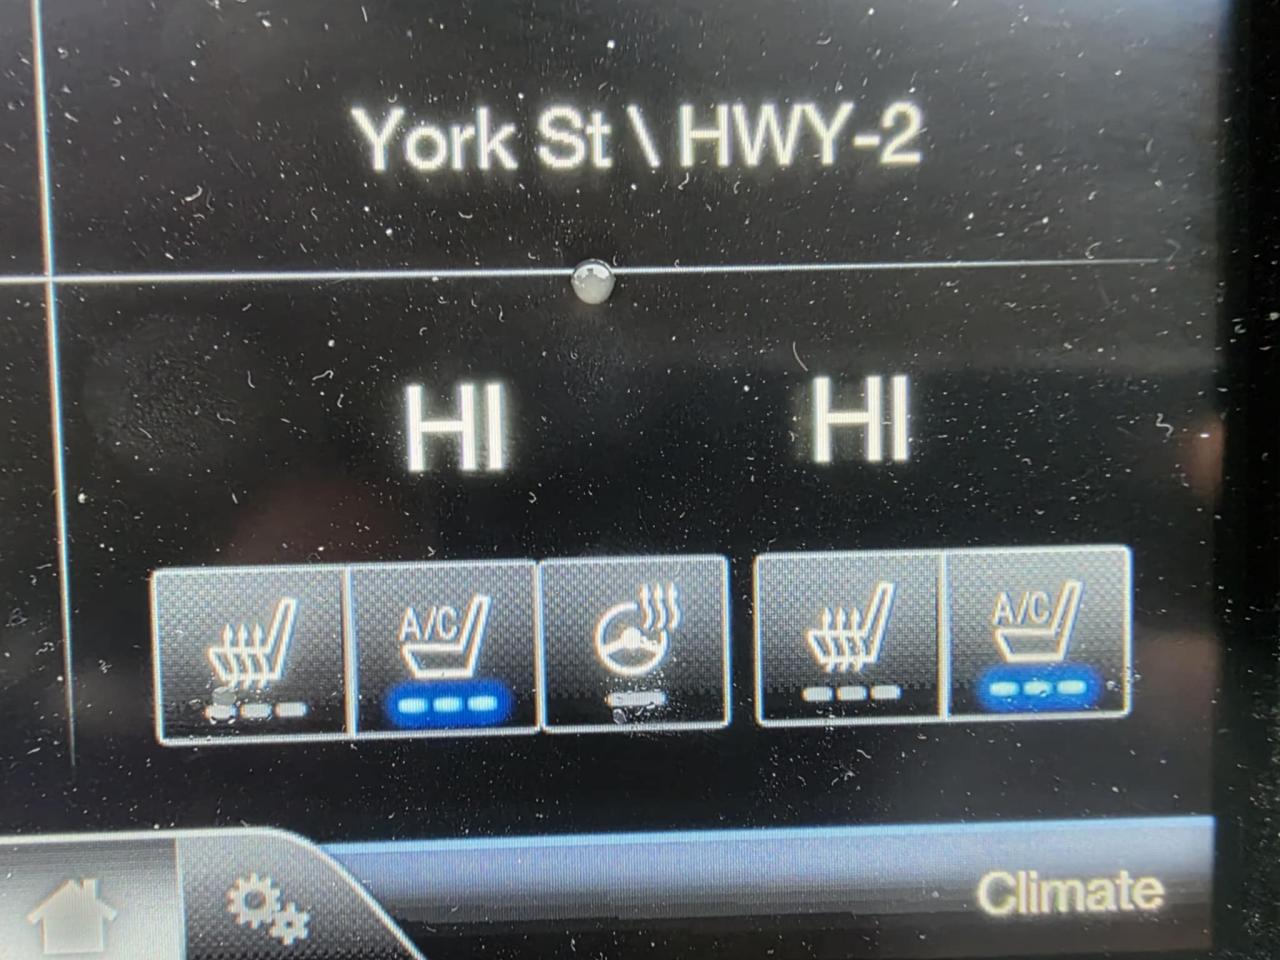 York St \ HWY-2
HI HI
A/C A/C
Climate